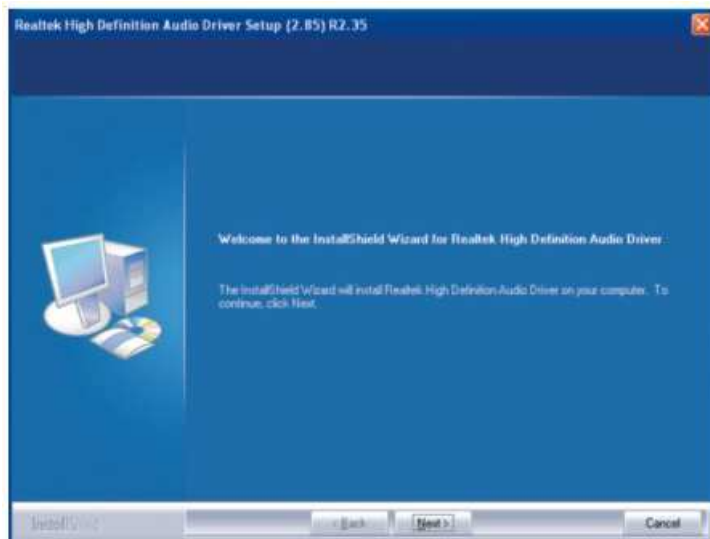 Realtek High Definition Audio Driver Setup (2.85) R2.35
Welcome to the InstallShield Wizard for Realtek High Definition Audio Driver
The InstallShield Wizard will install Realtek High Definition Audio Driver on your computer. To
continue, click Next.
InstallShield
< Back
Next >
Cancel